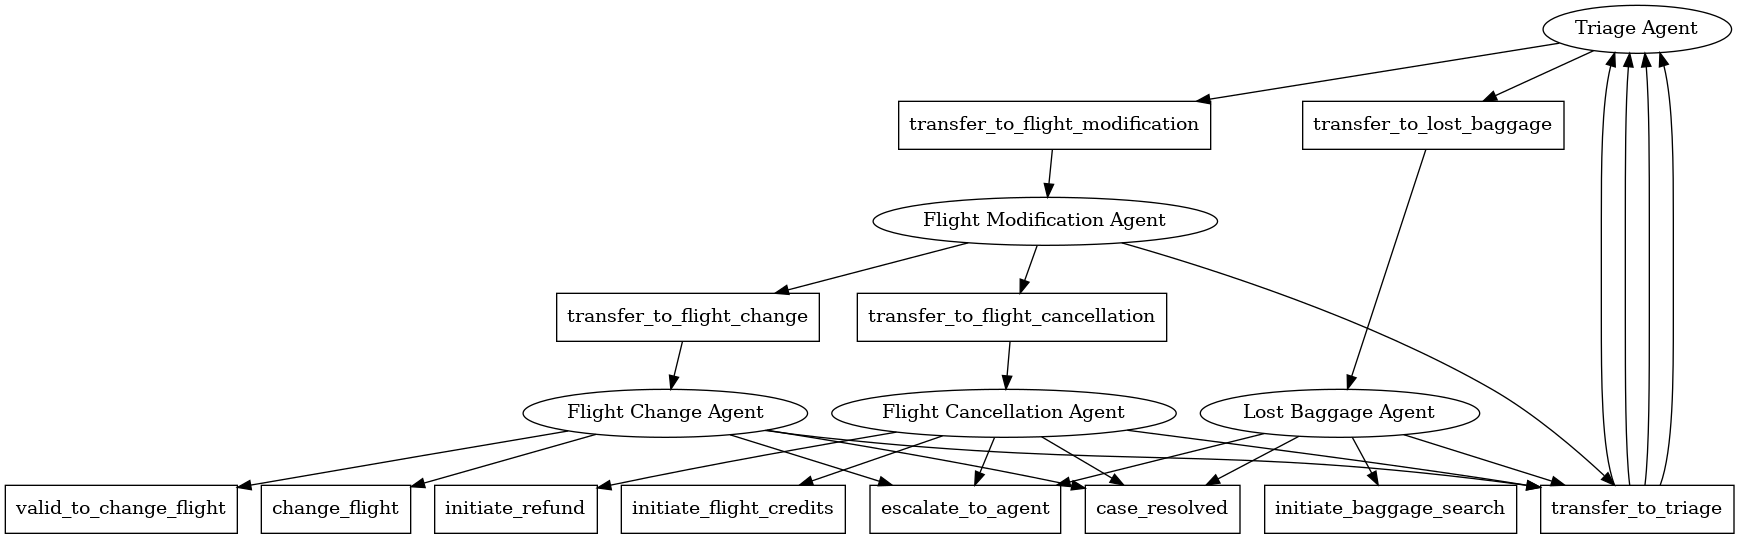 Triage Agent
transfer_to_flight_modification
transfer_to_lost_baggage
Flight Modification Agent
transfer_to_flight_change
transfer_to_flight_cancellation
Flight Change Agent
Flight Cancellation Agent
Lost Baggage Agent
valid_to_change_flight
change_flight
initiate_refund
initiate_flight_credits
escalate_to_agent
case_resolved
initiate_baggage_search
transfer_to_triage